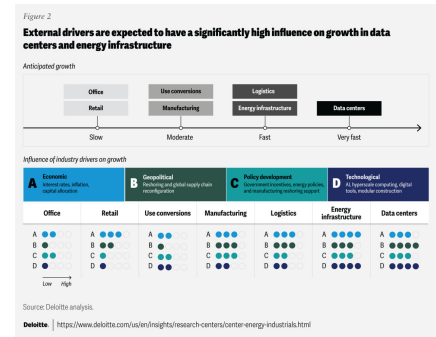 Figure 2
External drivers are expected to have a significantly high influence on growth in data
centers and energy infrastructure
Anticipated growth
Office
Use conversions
Logistics
Retail
Manufacturing
Energy infrastructure
Data centers
Slow
Moderate
Fast
Very fast
Influence of industry drivers on growth
A
Economic
Interest rates, inflation,
capital allocation
B
Geopolitical
Reshoring and global supply chain
reconfiguration
C
Policy development
Government incentives, energy policies,
and manufacturing reshoring support
D
Technological
AI, hyperscale computing, digital
tools, modular construction
Office
Retail
Use conversions
Manufacturing
Logistics
Energy
infrastructure
Data centers
A A A A A A A
B B B B B B B
C C C C C C C
D D D D D D D
Low High
Source: Deloitte analysis.
Deloitte. https://www.deloitte.com/us/en/insights/research-centers/center-energy-industrials.html